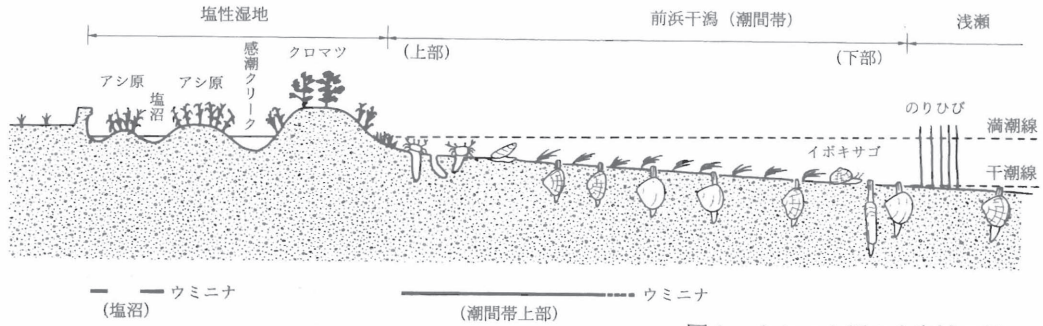 塩性湿地
前浜干潟(潮間帯)
浅瀬
(上部)
(下部)
アシ原
塩沼
アシ原
感潮クリーク
クロマツ
のりひび
満潮線
イボキサゴ
干潮線
ウミニナ
(塩沼)
ウミニナ
(潮間帯上部)